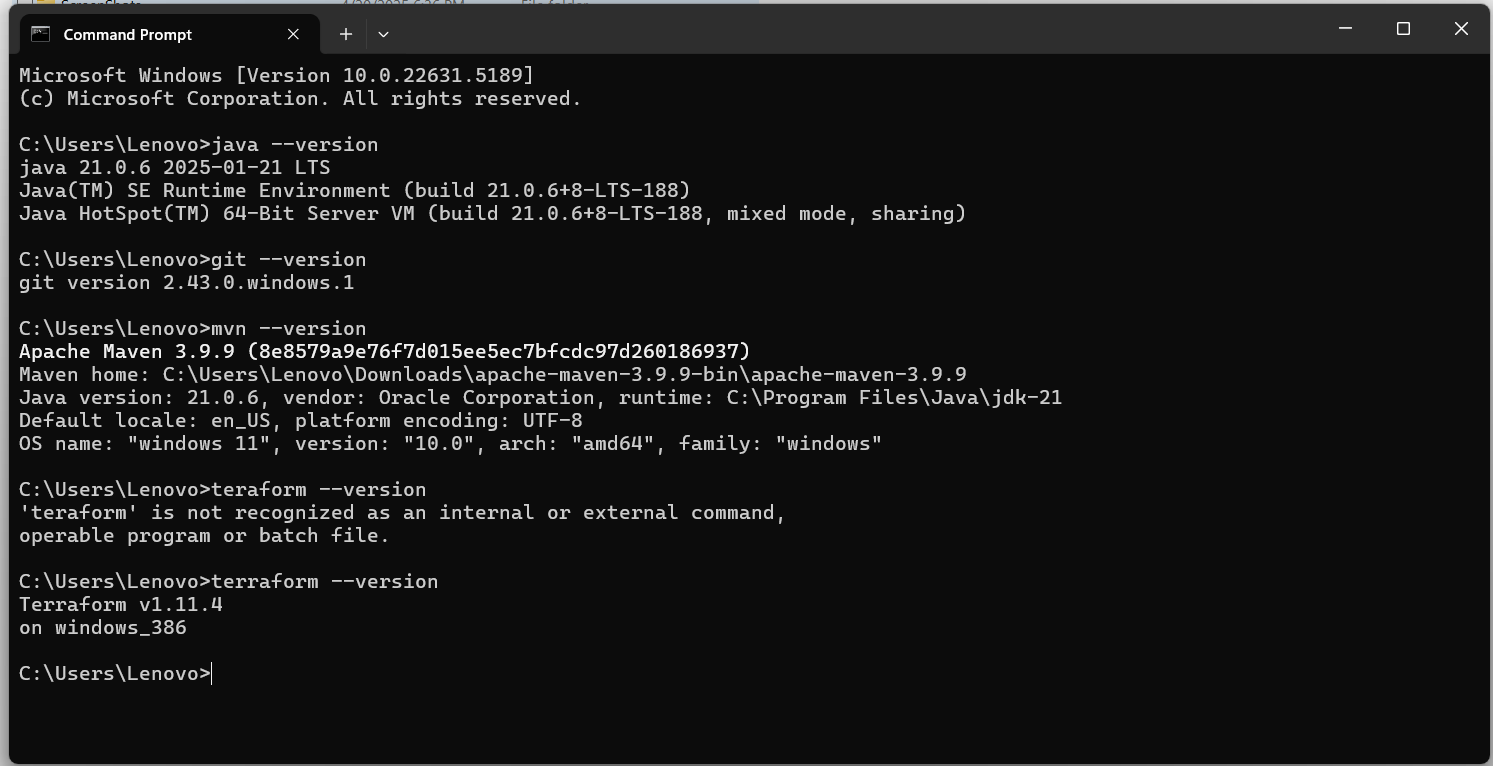 Command Prompt
Microsoft Windows [Version 10.0.22631.5189]
(c) Microsoft Corporation. All rights reserved.
C:\Users\Lenovo>java --version
java 21.0.6 2025-01-21 LTS
Java(TM) SE Runtime Environment (build 21.0.6+8-LTS-188)
Java HotSpot(TM) 64-Bit Server VM (build 21.0.6+8-LTS-188, mixed mode, sharing)
C:\Users\Lenovo>git --version
git version 2.43.0.windows.1
C:\Users\Lenovo>mvn --version
Apache Maven 3.9.9 (8e8579a9e76f7d015ee5ec7bfcdc97d260186937)
Maven home: C:\Users\Lenovo\Downloads\apache-maven-3.9.9-bin\apache-maven-3.9.9
Java version: 21.0.6, vendor: Oracle Corporation, runtime: C:\Program Files\Java\jdk-21
Default locale: en_US, platform encoding: UTF-8
OS name: "windows 11", version: "10.0", arch: "amd64", family: "windows"
C:\Users\Lenovo>teraform --version
'teraform' is not recognized as an internal or external command,
operable program or batch file.
C:\Users\Lenovo>terraform --version
Terraform v1.11.4
on windows_386
C:\Users\Lenovo>